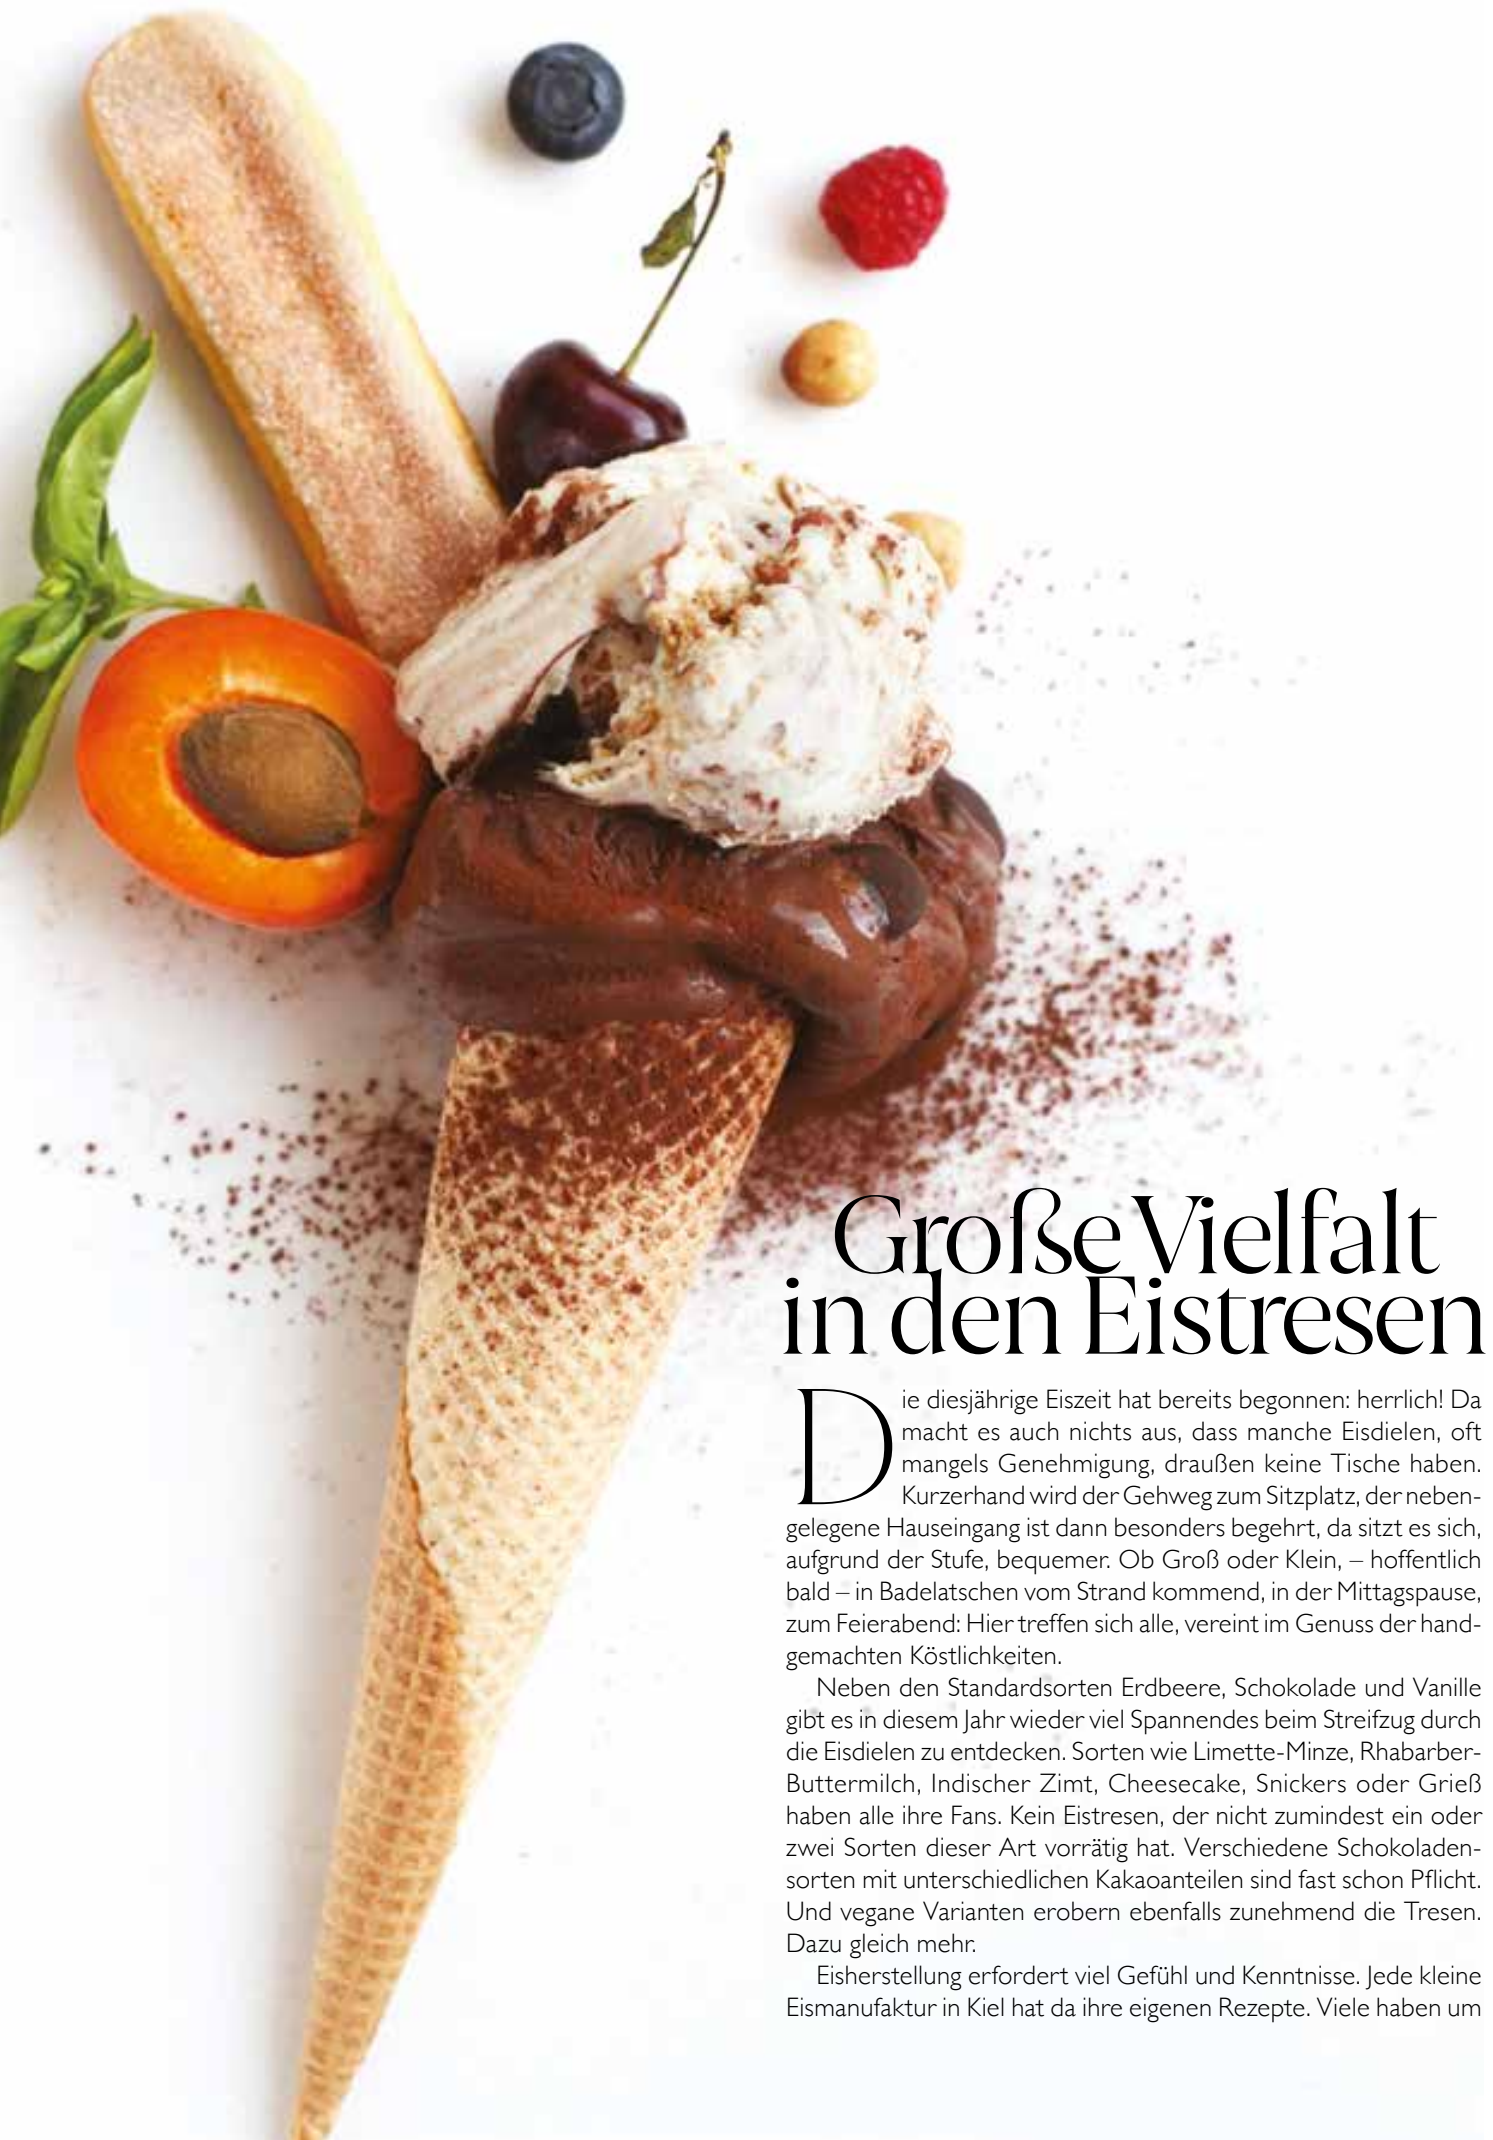 Große Vielfalt
in den Eistresen
Die diesjährige Eiszeit hat bereits begonnen: herrlich! Da
macht es auch nichts aus, dass manche Eisdielen, oft
mangels Genehmigung, draußen keine Tische haben.
Kurzerhand wird der Gehweg zum Sitzplatz, der neben-
gelegene Hauseingang ist dann besonders begehrt, da sitzt es sich,
aufgrund der Stufe, bequemer. Ob Groß oder Klein, – hoffentlich
bald – in Badelatschen vom Strand kommend, in der Mittagspause,
zum Feierabend: Hier treffen sich alle, vereint im Genuss der hand-
gemachten Köstlichkeiten.
Neben den Standardsorten Erdbeere, Schokolade und Vanille
gibt es in diesem Jahr wieder viel Spannendes beim Streifzug durch
die Eisdielen zu entdecken. Sorten wie Limette-Minze, Rhabarber-
Buttermilch, Indischer Zimt, Cheesecake, Snickers oder Grieß
haben alle ihre Fans. Kein Eistresen, der nicht zumindest ein oder
zwei Sorten dieser Art vorrätig hat. Verschiedene Schokoladen-
sorten mit unterschiedlichen Kakaoanteilen sind fast schon Pflicht.
Und vegane Varianten erobern ebenfalls zunehmend die Tresen.
Dazu gleich mehr.
Eisherstellung erfordert viel Gefühl und Kenntnisse. Jede kleine
Eismanufaktur in Kiel hat da ihre eigenen Rezepte. Viele haben um